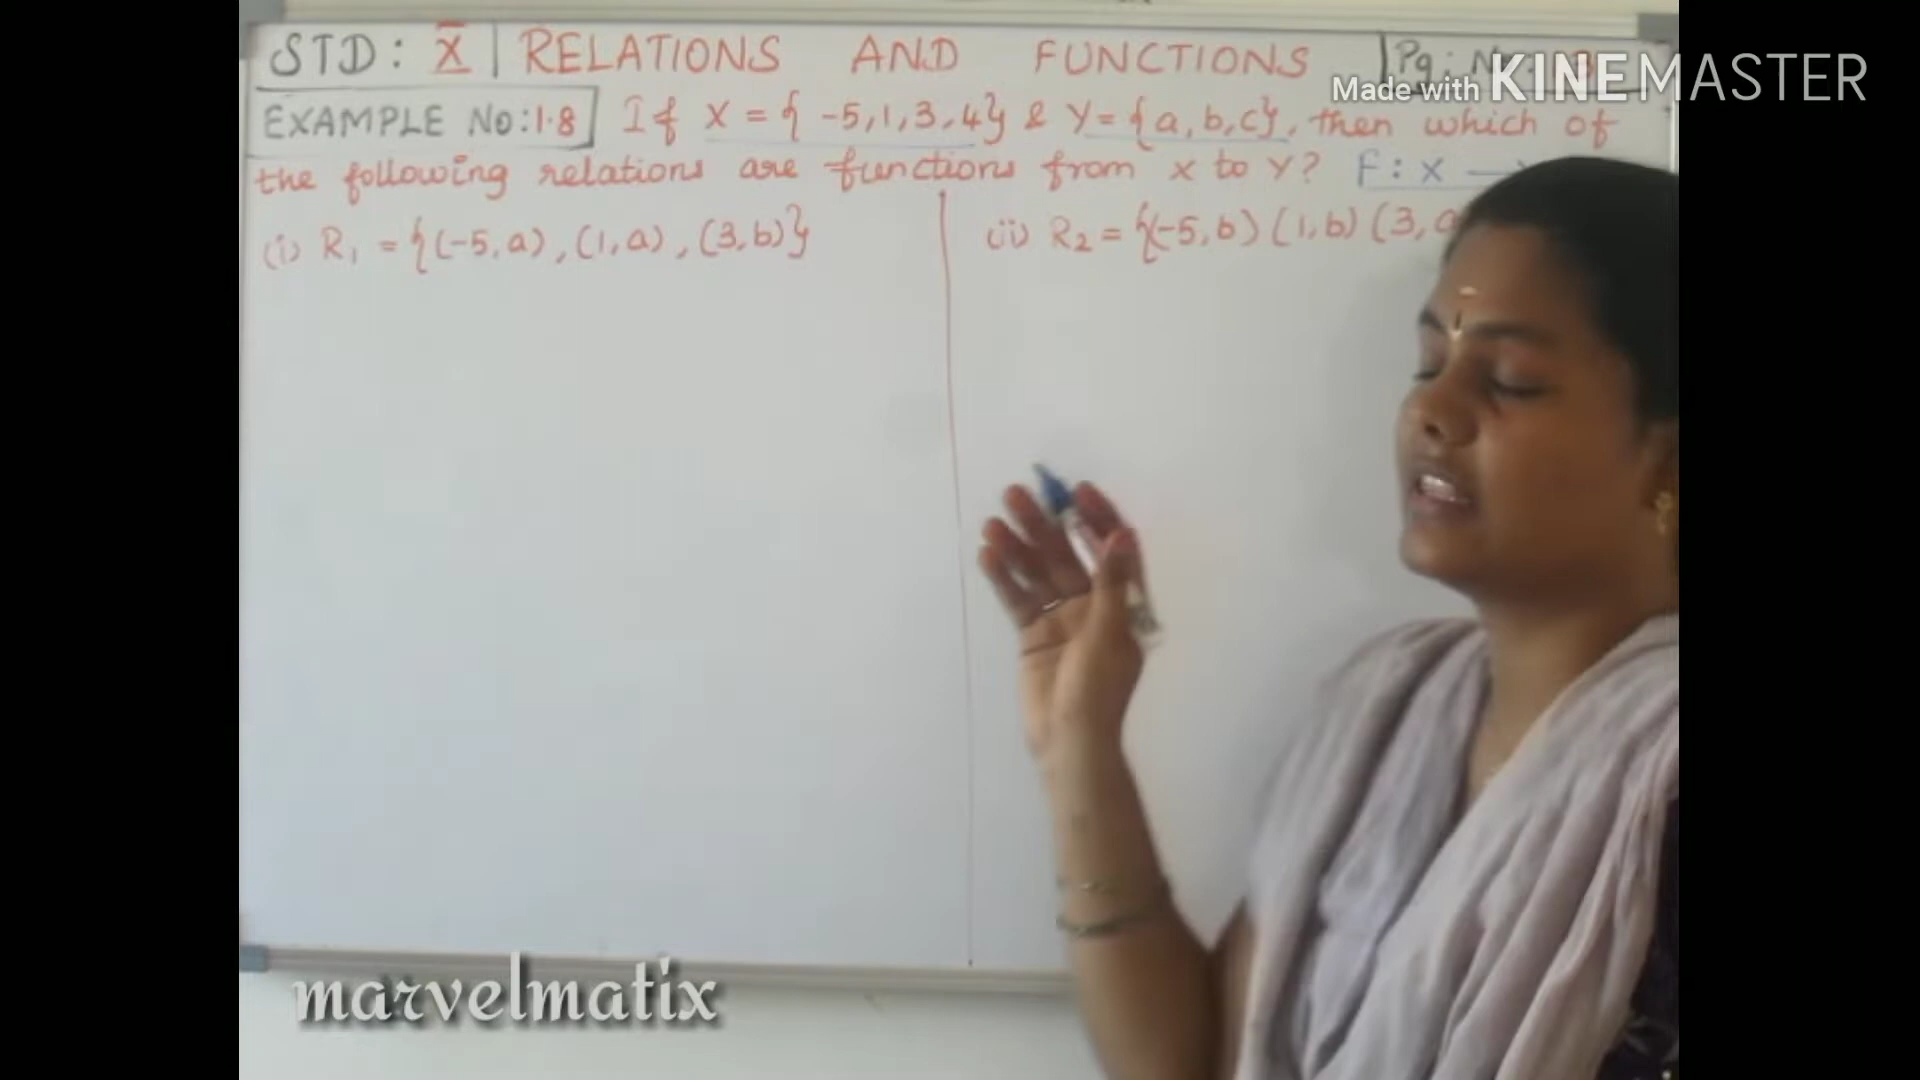 STD: X RELATIONS AND FUNCTIONS Pg: No:
Made with KINEMASTER
EXAMPLE No:1.8 If X = { -5,1,3,4} & Y = {a,b,c}, then which of
the following relations are functions from x to y? F: X →
(i) R₁ = {(-5,a), (1,a), (3,b)}
(ii) R₂ = {(-5,b) (1,b) (3,a
marvelmatix